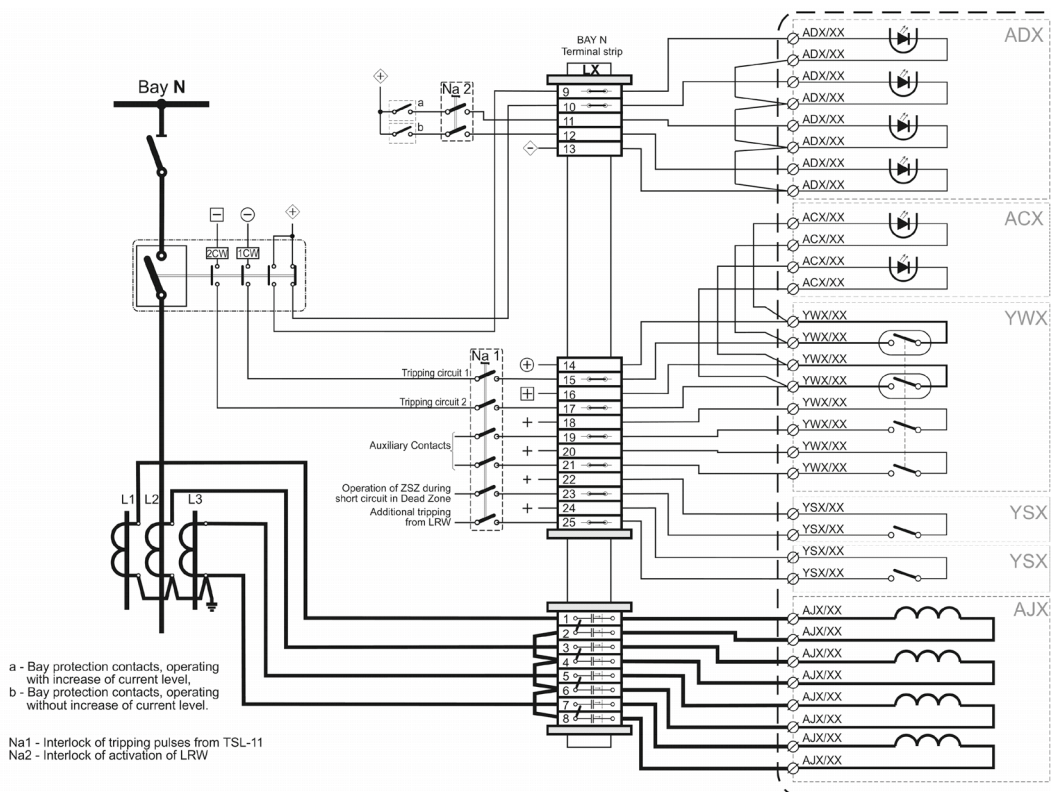 BAY N
Terminal strip
LX
Bay N
Na 2
a
b
9
10
11
12
13
2CW
1CW
Na 1
Tripping circuit 1
Tripping circuit 2
Auxiliary Contacts
Operation of ZSZ during
short circuit in Dead Zone
Additional tripping
from LRW
14
15
16
17
18
19
20
21
22
23
24
25
L1
L2
L3
1
2
3
4
5
6
7
8
ADX
ADX/XX
ADX/XX
ADX/XX
ADX/XX
ADX/XX
ADX/XX
ADX/XX
ADX/XX
ACX
ACX/XX
ACX/XX
ACX/XX
ACX/XX
YWX
YWX/XX
YWX/XX
YWX/XX
YWX/XX
YWX/XX
YWX/XX
YWX/XX
YWX/XX
YSX
YSX/XX
YSX/XX
YSX
YSX/XX
YSX/XX
AJX
AJX/XX
AJX/XX
AJX/XX
AJX/XX
AJX/XX
AJX/XX
AJX/XX
AJX/XX
a - Bay protection contacts, operating
with increase of current level,
b - Bay protection contacts, operating
without increase of current level.
Na1 - Interlock of tripping pulses from TSL-11
Na2 - Interlock of activation of LRW